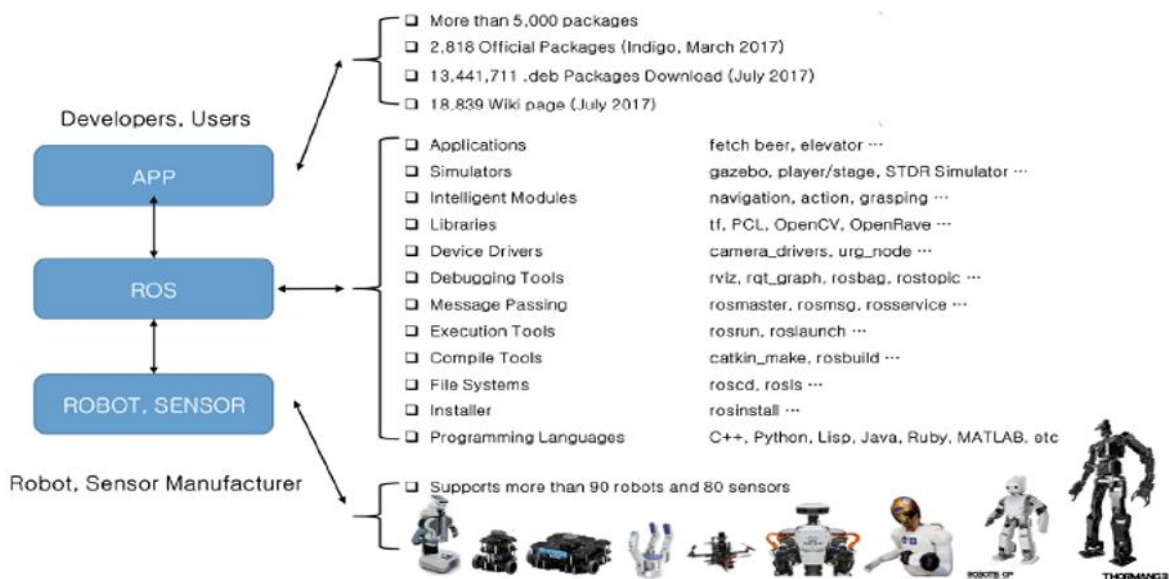 More than 5,000 packages
2,818 Official Packages (Indigo, March 2017)
13,441,711 .deb Packages Download (July 2017)
18,839 Wiki page (July 2017)
Developers, Users
APP
ROS
ROBOT, SENSOR
Robot, Sensor Manufacturer
Applications fetch beer, elevator ···
Simulators gazebo, player/stage, STDR Simulator ···
Intelligent Modules navigation, action, grasping ···
Libraries tf, PCL, OpenCV, OpenRave ···
Device Drivers camera_drivers, urg_node ···
Debugging Tools rviz, rqt_graph, rosbag, rostopic ···
Message Passing rosmaster, rosmsg, rosservice ···
Execution Tools rosrun, roslaunch ···
Compile Tools catkin_make, rosbuild ···
File Systems roscd, rosls ···
Installer rosinstall ···
Programming Languages C++, Python, Lisp, Java, Ruby, MATLAB, etc
Supports more than 90 robots and 80 sensors
ROBOTIS OP
THORMANG3